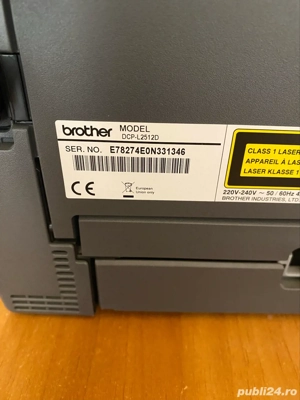 brother MODEL
DCP-L2512D
SER. NO. E78274E0N331346
CE
European
Union only
CLASS 1 LASER
APPAREIL À LAS
LASER KLASSE 1
220V-240V ~ 50 / 60Hz 4
BROTHER INDUSTRIES, LTD.
publi24.ro